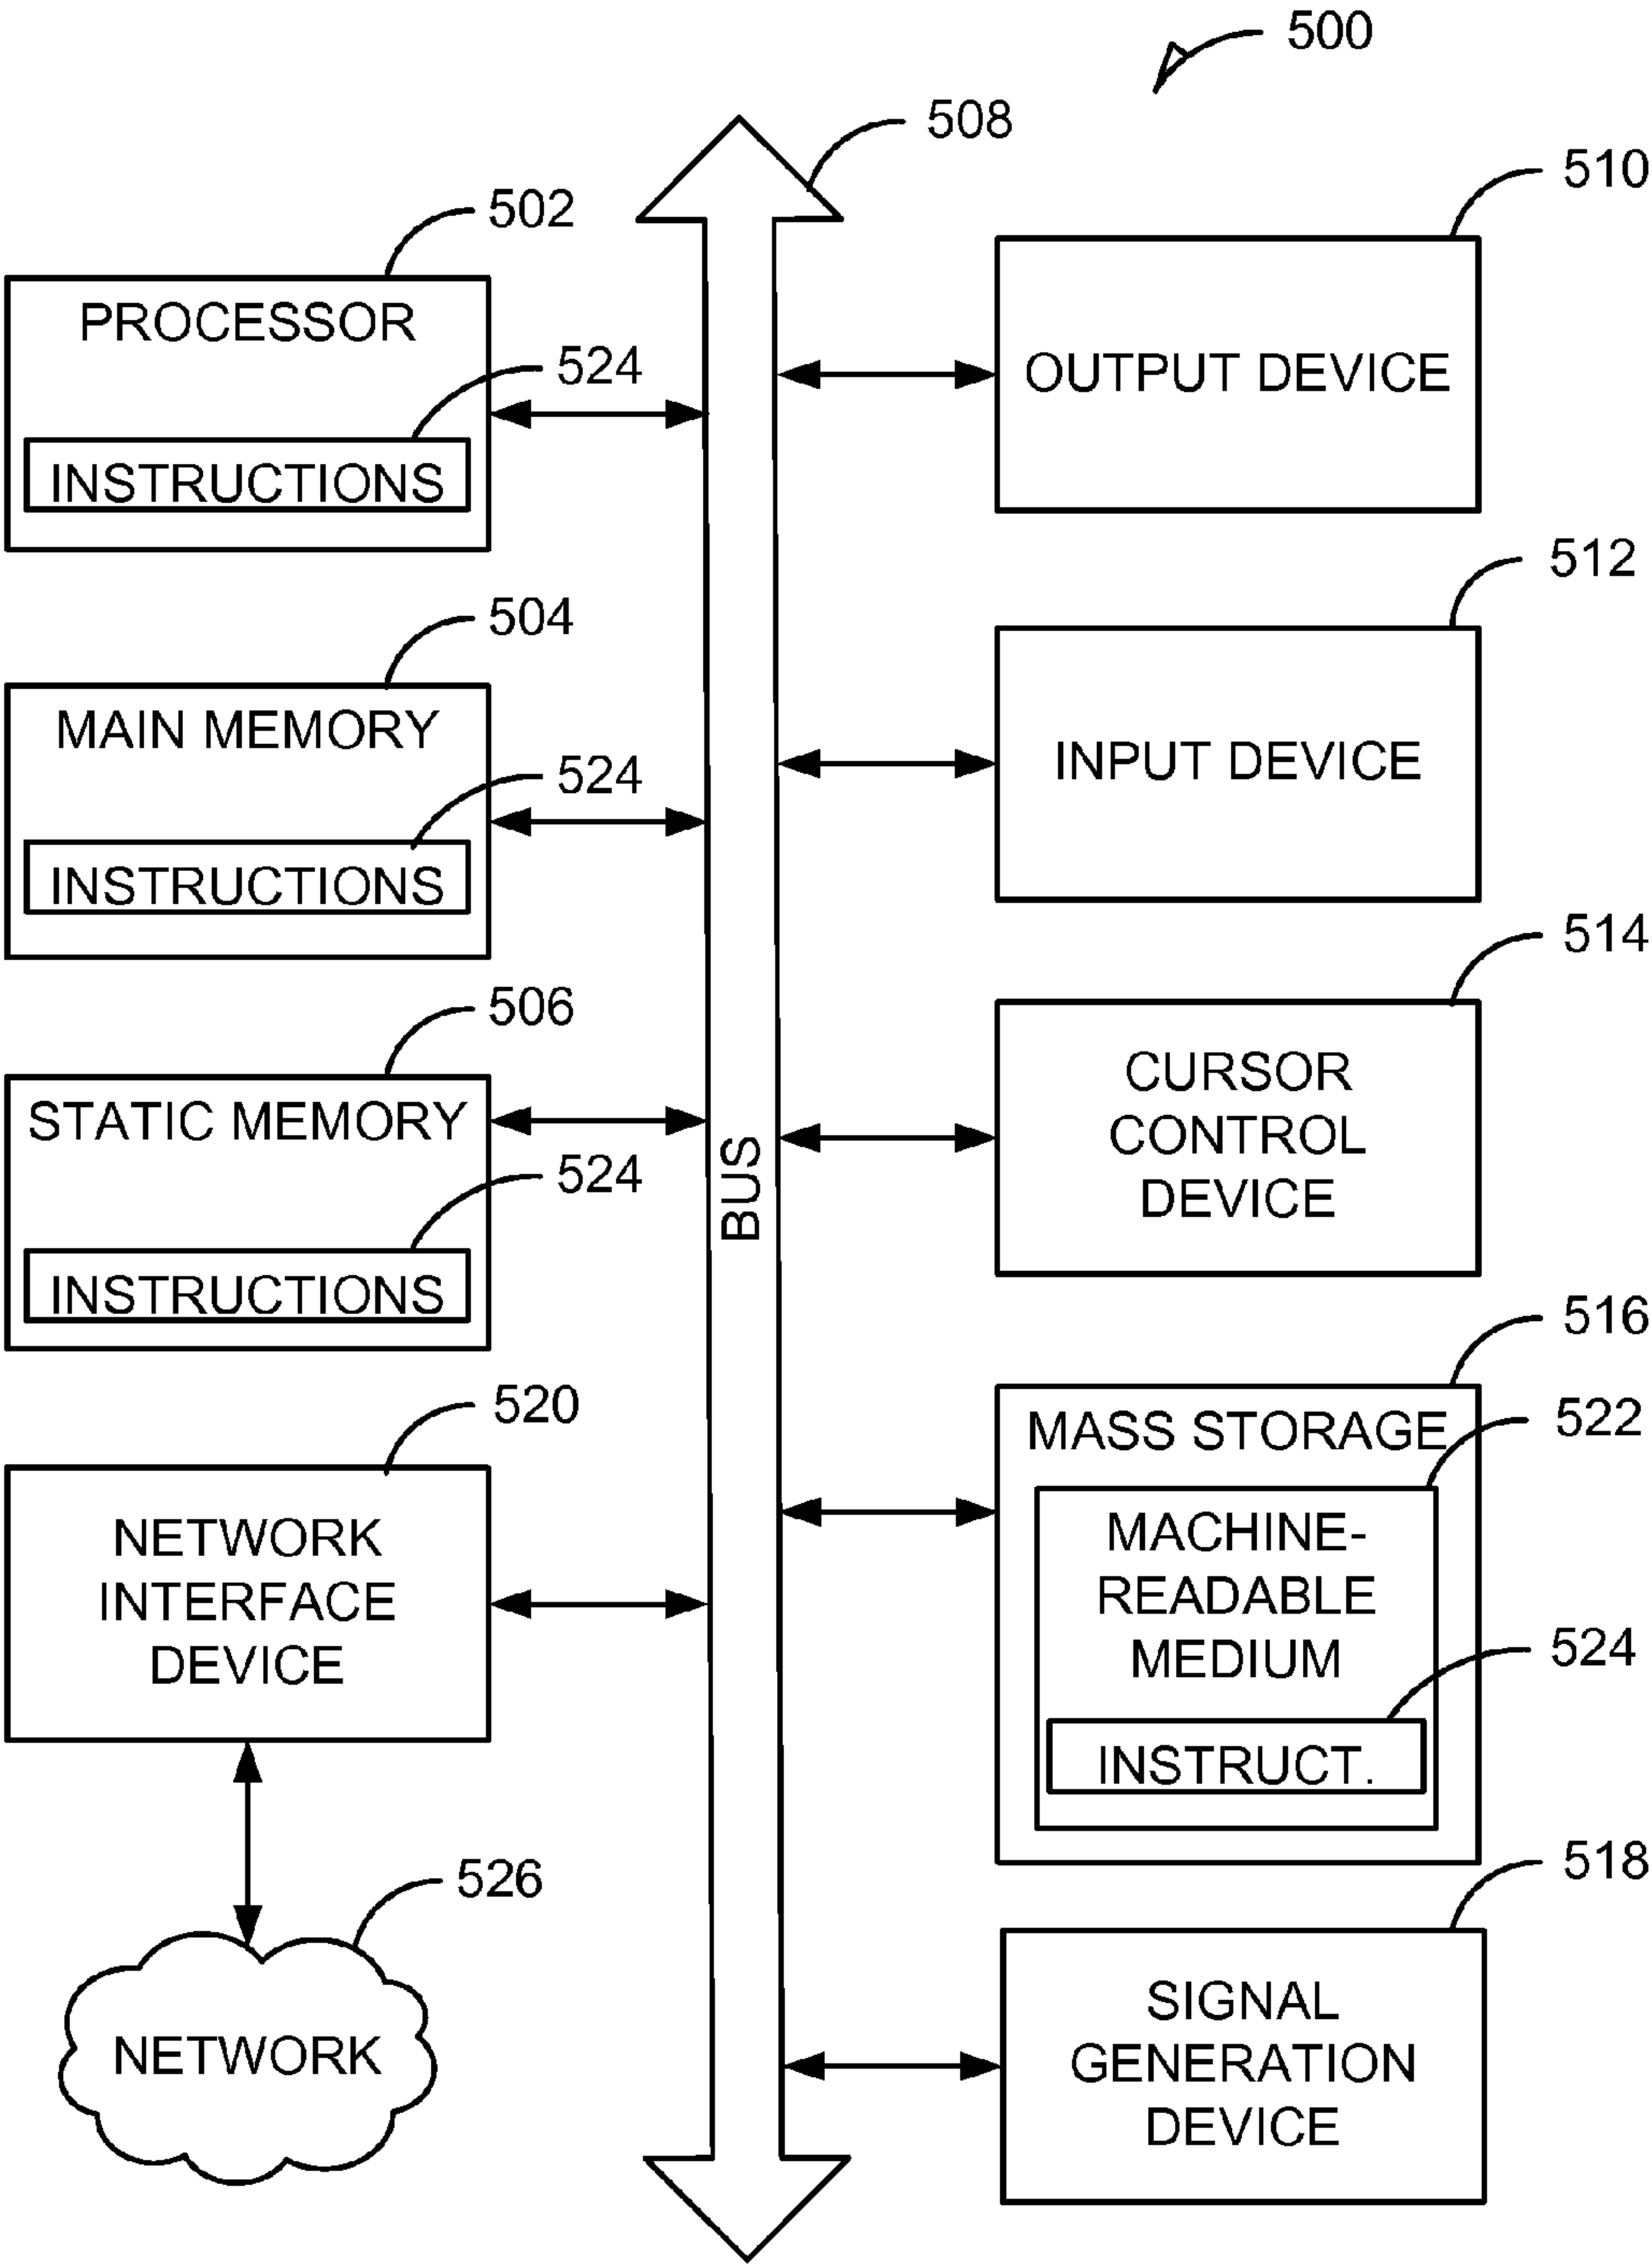 500
508
510
502
PROCESSOR
524
INSTRUCTIONS
OUTPUT DEVICE
512
504
MAIN MEMORY
524
INSTRUCTIONS
INPUT DEVICE
514
506
STATIC MEMORY
524
INSTRUCTIONS
BUS
CURSOR
CONTROL
DEVICE
516
520
NETWORK
INTERFACE
DEVICE
MASS STORAGE
522
MACHINE-
READABLE
MEDIUM
524
INSTRUCT.
518
526
NETWORK
SIGNAL
GENERATION
DEVICE